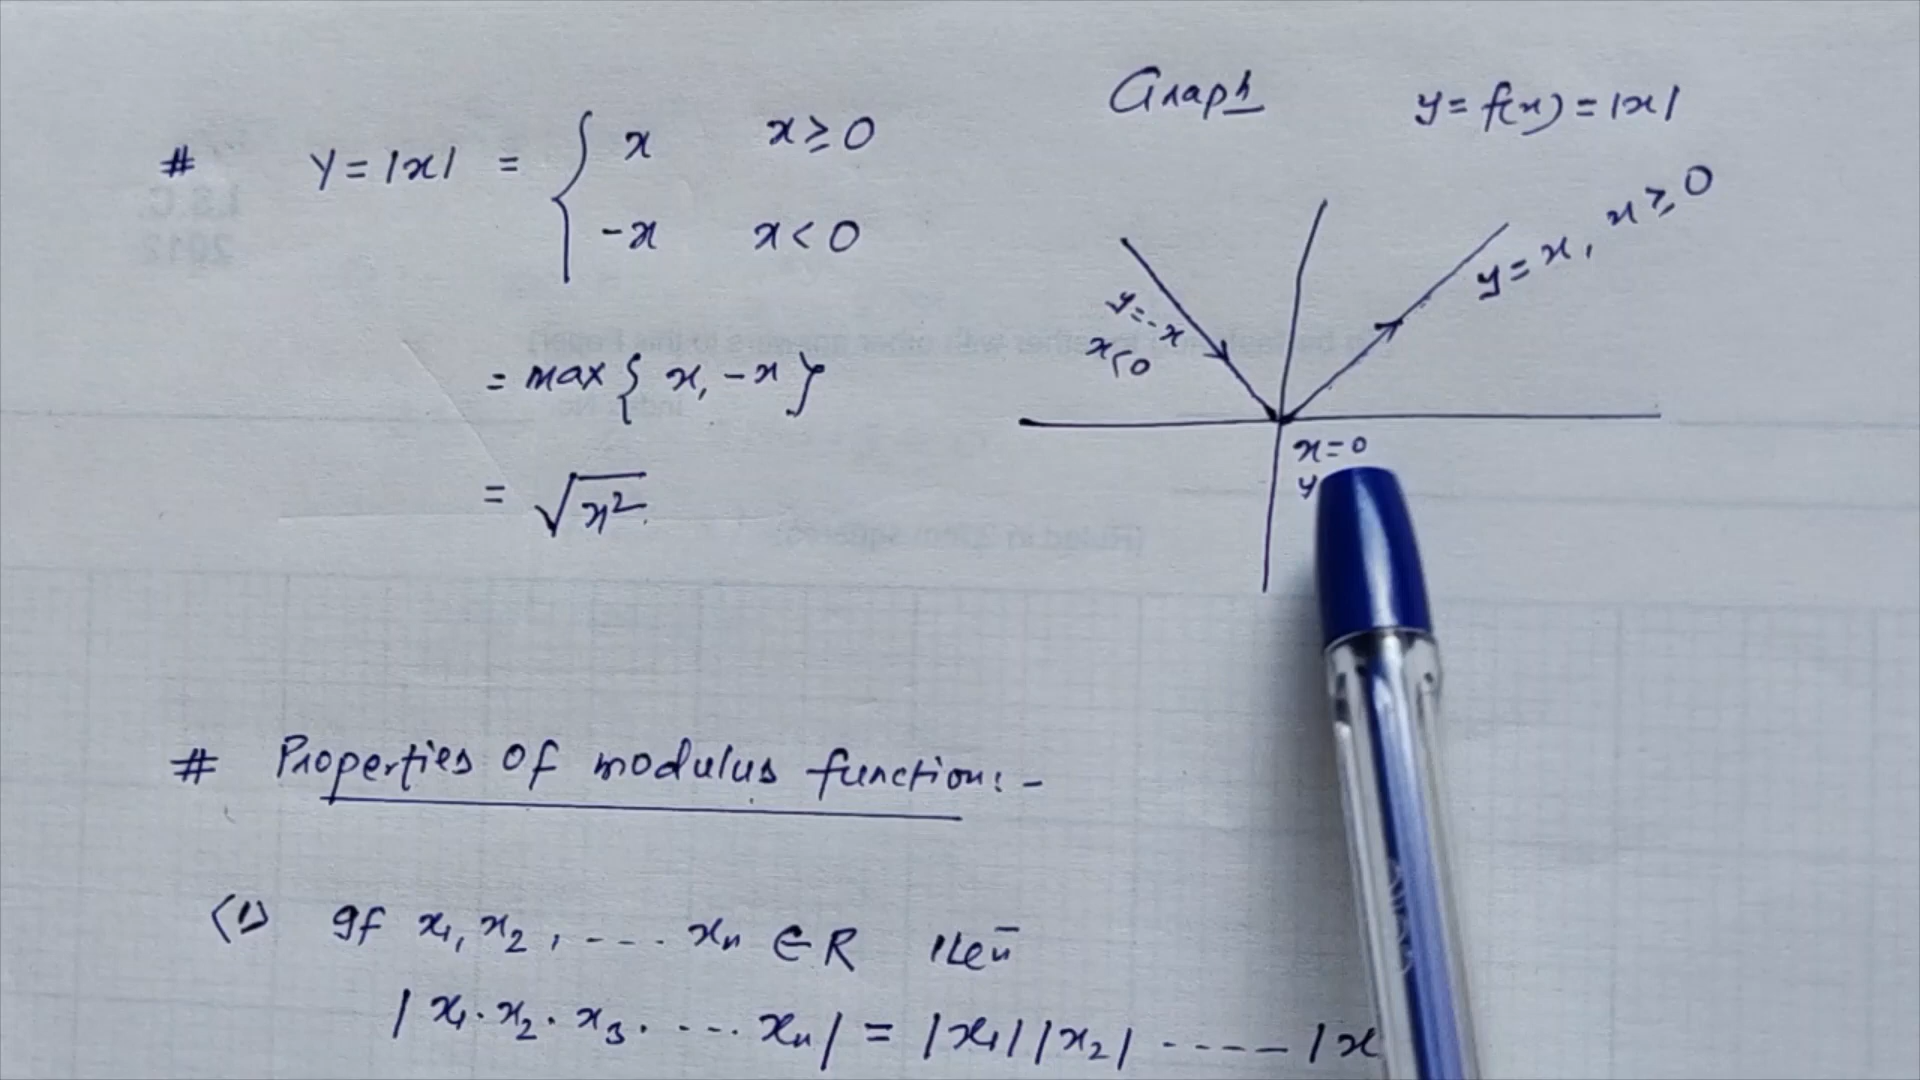 # Y = |x| = { x x ≥ 0
-x x < 0
= max { x, -x }
= √x²
Graph y = f(x) = |x|
y = x, x ≥ 0
y = -x
x < 0
x = 0
y
# Properties of modulus function:-
(1) If x₁, x₂, ---- xₙ ∈ R then
| x₁ . x₂ . x₃ . --- xₙ | = |x₁| |x₂| ----- |x